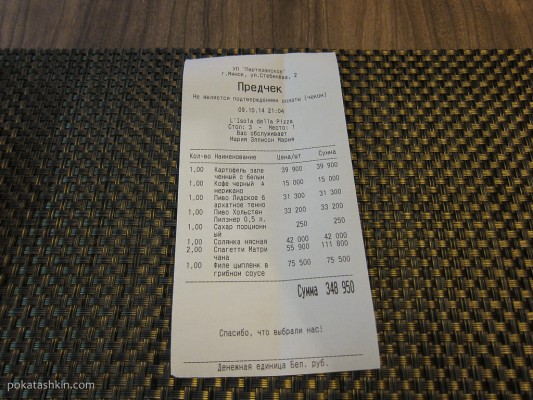 УП "Партизанское"
г.Минск, ул.Стебенева, 2
Предчек
Не является подтверждением оплаты (чеком)
09.10.14 21:04
L'Isola della Pizza
Стол: 3 - Место: 1
Вас обслуживал
Мария Эллисон Мария
Кол-во Наименование Цена/шт Сумма
1,00 Картофель запе 39 900 39 900
ченный с белын
1,00 Кофе черный А 15 000 15 000
мерикано
1,00 Пиво Лидское б 31 300 31 300
архатное темно
1,00 Пиво Хольстен 33 200 33 200
Пилзнер 0,5 л.
1,00 Сахар порционн 250 250
ый
1,00 Солянка мясная 42 000 42 000
2,00 Спагетти Матри 55 900 111 800
чана
1,00 Филе цыпленк в 75 500 75 500
грибном соусе
Сумма 348 950
Спасибо, что выбрали нас!
Денежная единица Бел. руб.
pokatashkin.com